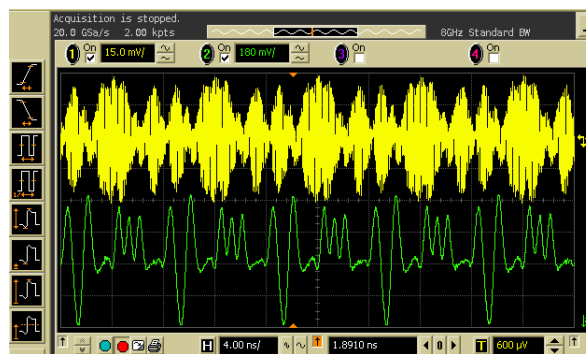 Acquisition is stopped.
20.0 GSa/s 2.00 kpts
8GHz Standard BW
1 On 15.0 mV/ 2 On 180 mV/ 3 On 4 On
H 4.00 ns/ 1.8910 ns 0 T 600 µV